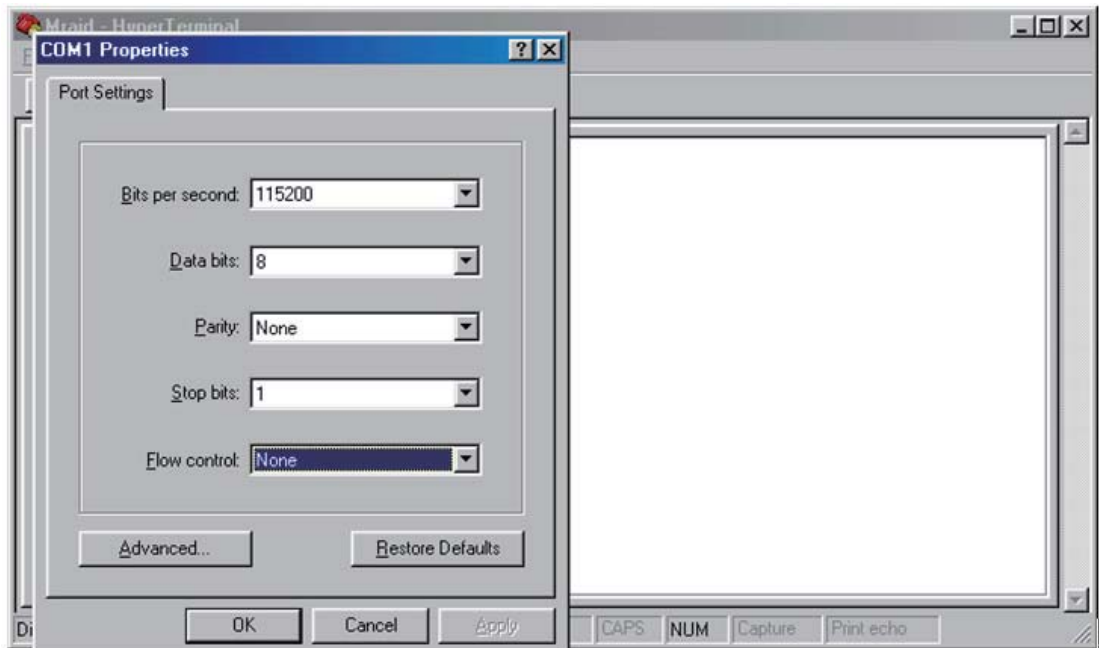 Mraid - HyperTerminal
COM1 Properties
Port Settings
Bits per second: 115200
Data bits: 8
Parity: None
Stop bits: 1
Flow control: None
Advanced...
Restore Defaults
OK
Cancel
Apply
Di
CAPS
NUM
Capture
Print echo